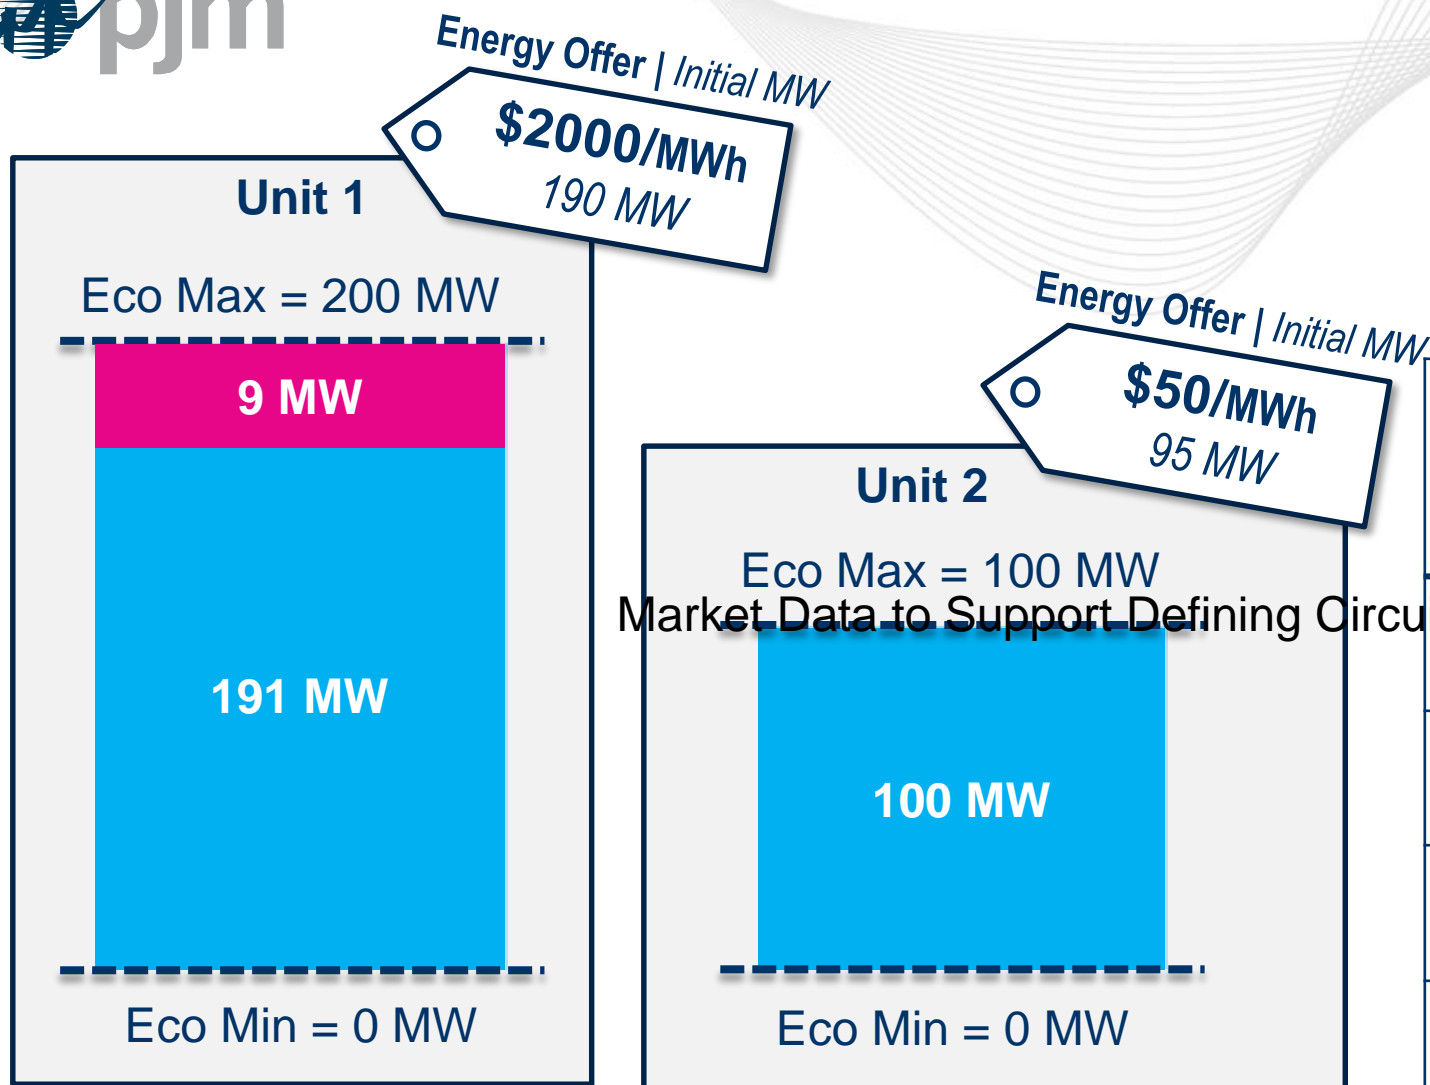 pjm
Energy Offer | Initial MW
$2000/MWh
190 MW
Unit 1
Eco Max = 200 MW
9 MW
191 MW
Eco Min = 0 MW
Energy Offer | Initial MW
$50/MWh
95 MW
Unit 2
Eco Max = 100 MW
Market Data to Support Defining Circu
100 MW
Eco Min = 0 MW